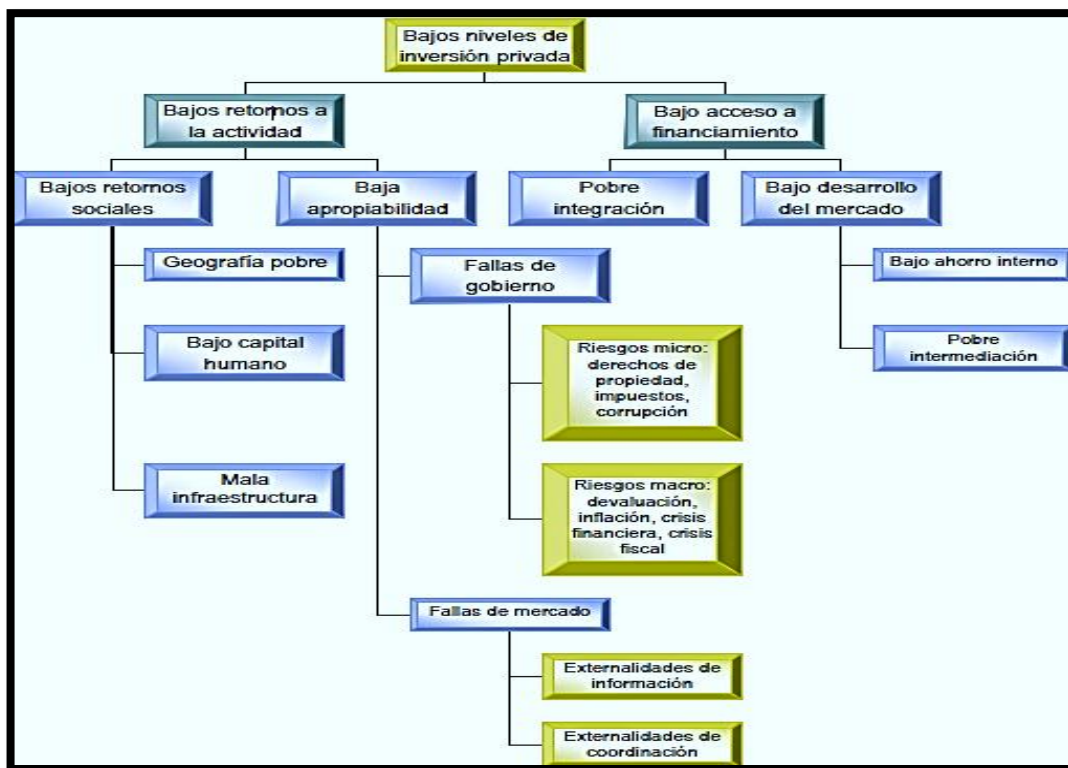 Bajos niveles de
inversión privada
Bajos retornos a
la actividad
Bajo acceso a
financiamiento
Bajos retornos
sociales
Baja
apropiabilidad
Pobre
integración
Bajo desarrollo
del mercado
Geografía pobre
Bajo capital
humano
Mala
infraestructura
Fallas de
gobierno
Riesgos micro:
derechos de
propiedad,
impuestos,
corrupción
Riesgos macro:
devaluación,
inflación, crisis
financiera, crisis
fiscal
Fallas de mercado
Externalidades de
información
Externalidades de
coordinación
Bajo ahorro interno
Pobre
intermediación